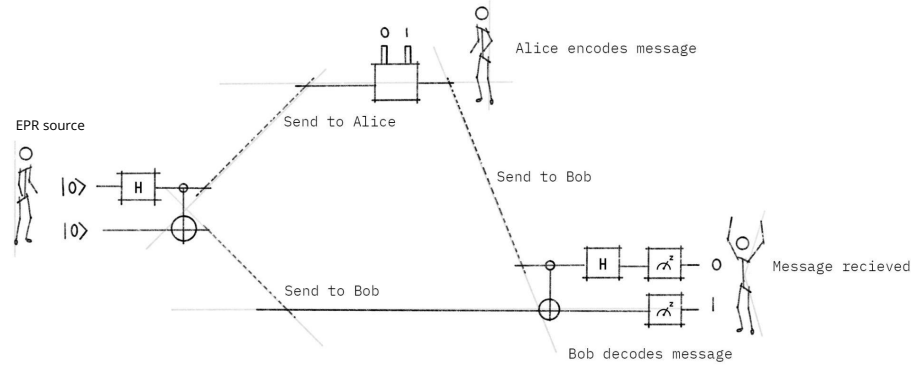 0 1
Alice encodes message
Send to Alice
EPR source
|0⟩ H
|0⟩
Send to Bob
H z 0
Message recieved
Send to Bob
z 1
Bob decodes message